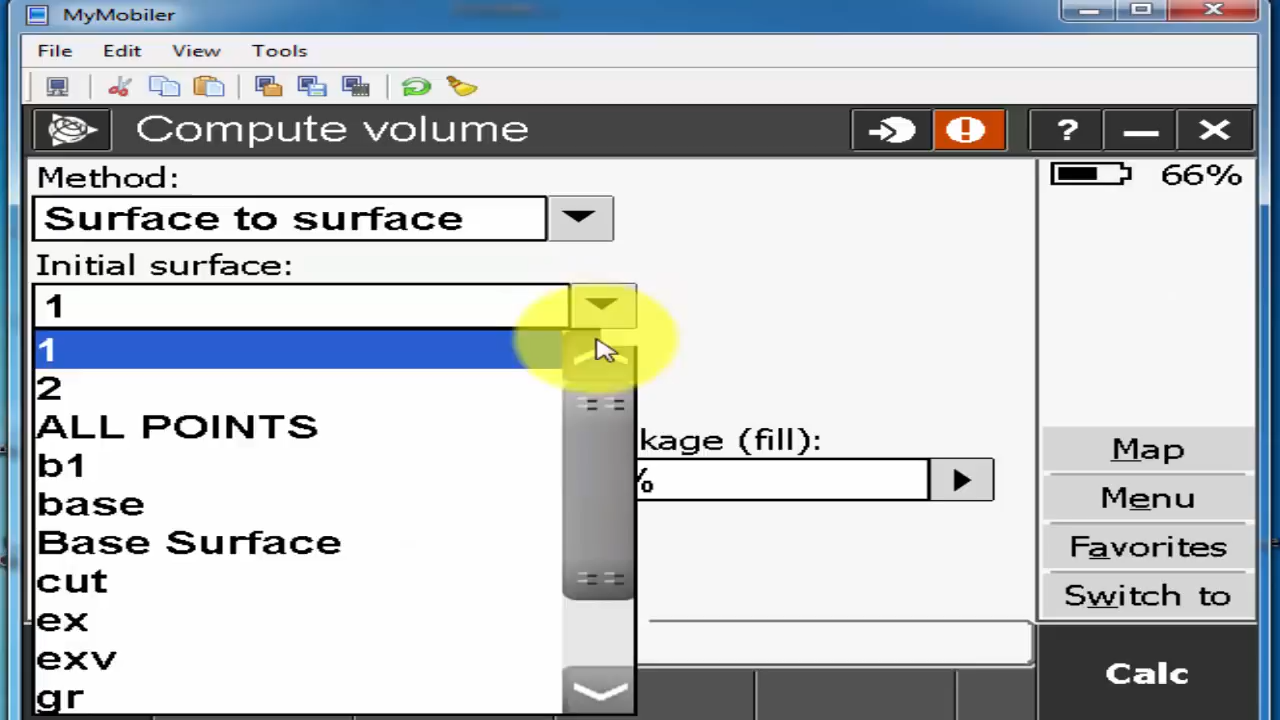 MyMobiler
File Edit View Tools
Compute volume
?
Method:
66%
Surface to surface
Initial surface:
1
1
2
ALL POINTS
b1
base
Base Surface
cut
ex
exv
gr
kage (fill):
%
Map
Menu
Favorites
Switch to
Calc